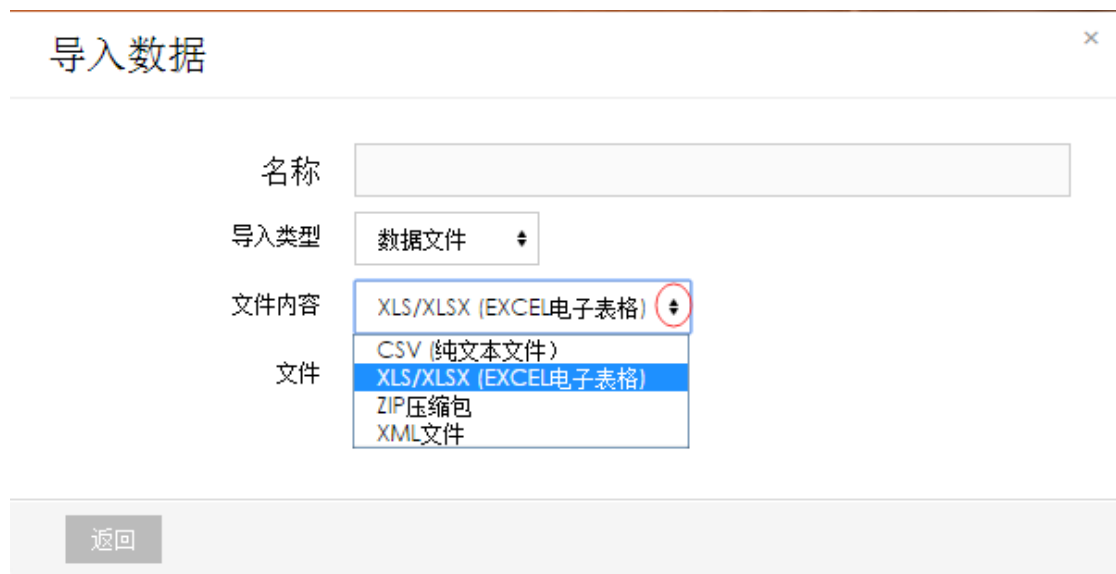 导入数据
×
名称
导入类型 数据文件
文件内容 XLS/XLSX (EXCEL电子表格)
CSV (纯文本文件)
文件 XLS/XLSX (EXCEL电子表格)
ZIP压缩包
XML文件
返回